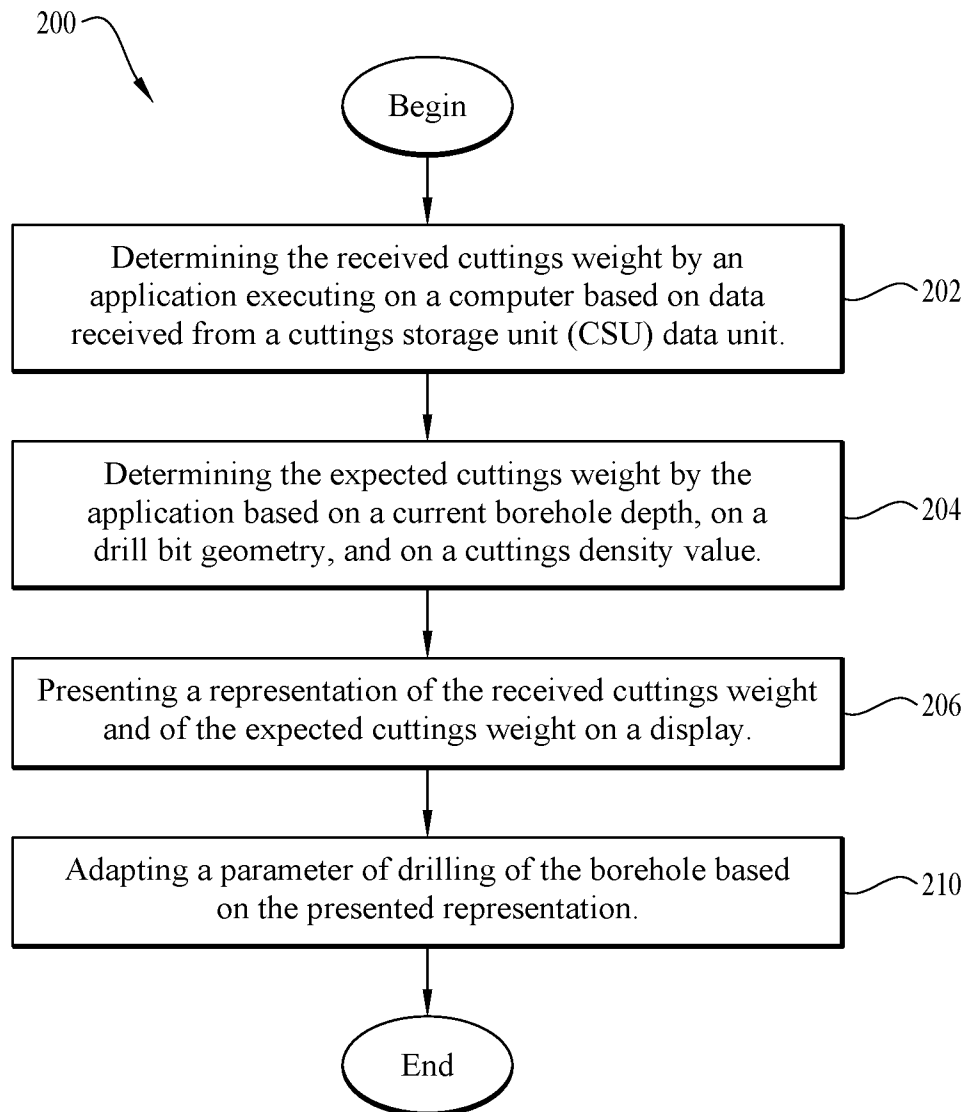 200
Begin
Determining the received cuttings weight by an
application executing on a computer based on data
received from a cuttings storage unit (CSU) data unit.
202
Determining the expected cuttings weight by the
application based on a current borehole depth, on a
drill bit geometry, and on a cuttings density value.
204
Presenting a representation of the received cuttings weight
and of the expected cuttings weight on a display.
206
Adapting a parameter of drilling of the borehole based
on the presented representation.
210
End